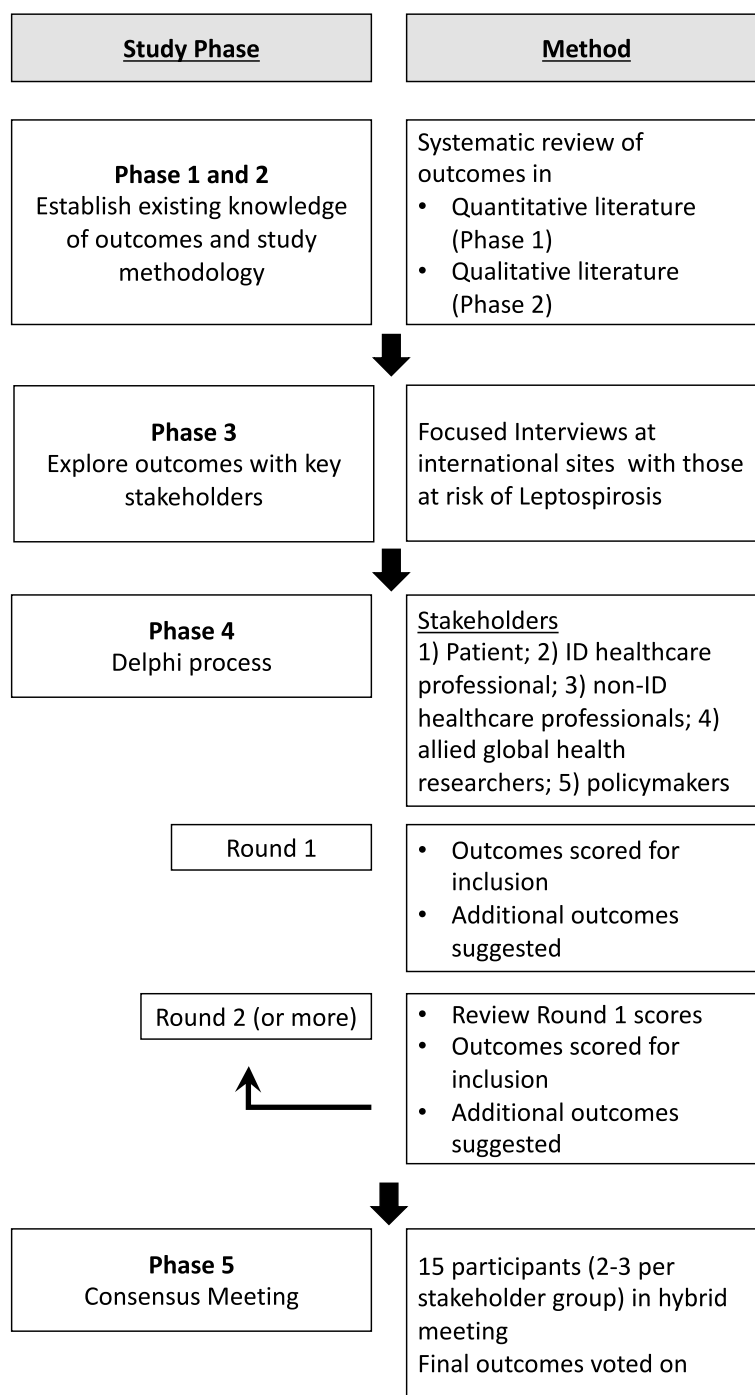 Study Phase
Method
Phase 1 and 2
Establish existing knowledge
of outcomes and study
methodology
Systematic review of
outcomes in
• Quantitative literature
(Phase 1)
• Qualitative literature
(Phase 2)
Phase 3
Explore outcomes with key
stakeholders
Focused Interviews at
international sites with those
at risk of Leptospirosis
Phase 4
Delphi process
Stakeholders
1) Patient; 2) ID healthcare
professional; 3) non-ID
healthcare professionals; 4)
allied global health
researchers; 5) policymakers
Round 1
• Outcomes scored for
inclusion
• Additional outcomes
suggested
Round 2 (or more)
• Review Round 1 scores
• Outcomes scored for
inclusion
• Additional outcomes
suggested
Phase 5
Consensus Meeting
15 participants (2-3 per
stakeholder group) in hybrid
meeting
Final outcomes voted on